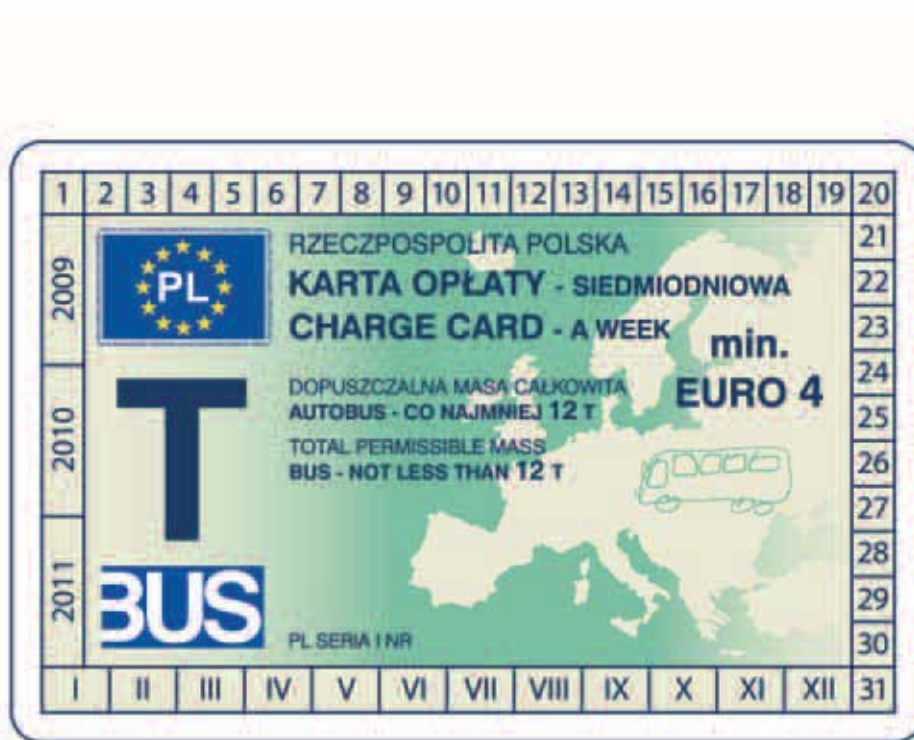 1 2 3 4 5 6 7 8 9 10 11 12 13 14 15 16 17 18 19 20
21
22
23
24
25
26
27
28
29
30
31
2009
2010
2011
PL
RZECZPOSPOLITA POLSKA
KARTA OPŁATY - SIEDMIODNIOWA
CHARGE CARD - A WEEK
min.
EURO 4
T
DOPUSZCZALNA MASA CAŁKOWITA
AUTOBUS - CO NAJMNIEJ 12 T
TOTAL PERMISSIBLE MASS
BUS - NOT LESS THAN 12 T
BUS
PL SERIA I NR
I II III IV V VI VII VIII IX X XI XII